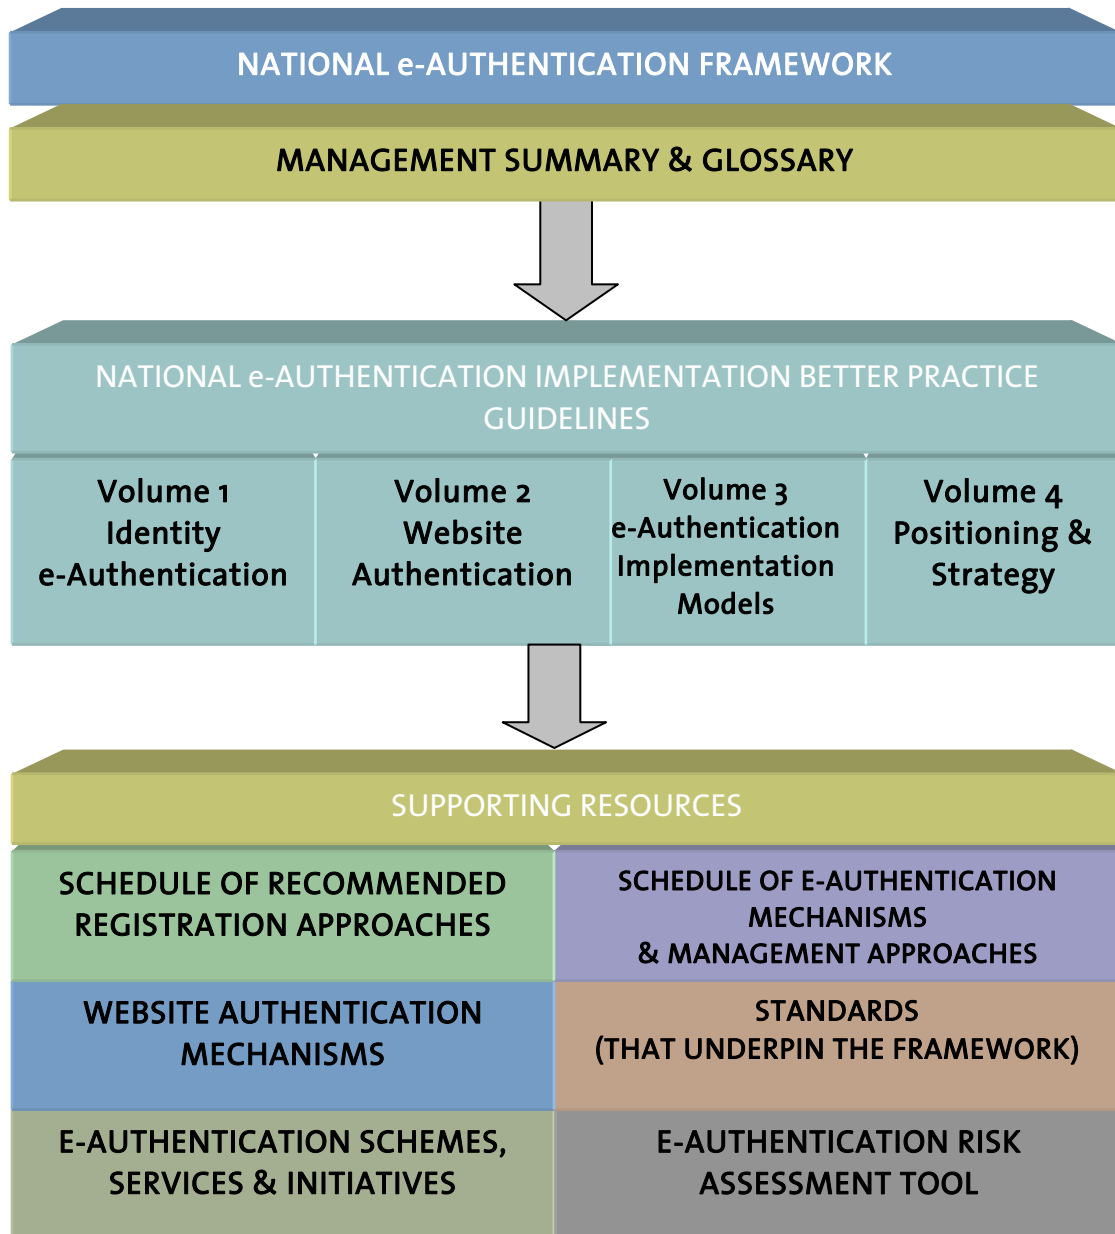 NATIONAL e-AUTHENTICATION FRAMEWORK
MANAGEMENT SUMMARY & GLOSSARY
NATIONAL e-AUTHENTICATION IMPLEMENTATION BETTER PRACTICE
GUIDELINES
Volume 1
Identity
e-Authentication
Volume 2
Website
Authentication
Volume 3
e-Authentication
Implementation
Models
Volume 4
Positioning &
Strategy
SUPPORTING RESOURCES
SCHEDULE OF RECOMMENDED
REGISTRATION APPROACHES
SCHEDULE OF E-AUTHENTICATION
MECHANISMS
& MANAGEMENT APPROACHES
WEBSITE AUTHENTICATION
MECHANISMS
STANDARDS
(THAT UNDERPIN THE FRAMEWORK)
E-AUTHENTICATION SCHEMES,
SERVICES & INITIATIVES
E-AUTHENTICATION RISK
ASSESSMENT TOOL